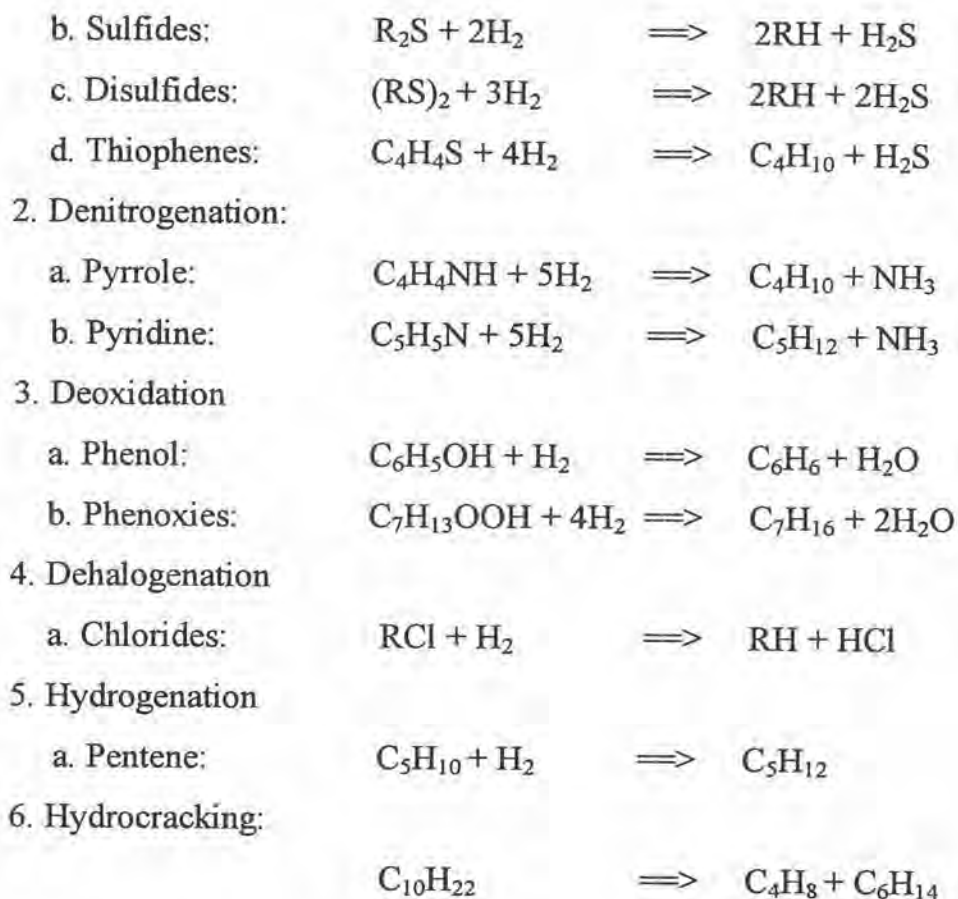 b. Sulfides: R₂S + 2H₂ ⟹ 2RH + H₂S
c. Disulfides: (RS)₂ + 3H₂ ⟹ 2RH + 2H₂S
d. Thiophenes: C₄H₄S + 4H₂ ⟹ C₄H₁₀ + H₂S
2. Denitrogenation:
a. Pyrrole: C₄H₄NH + 5H₂ ⟹ C₄H₁₀ + NH₃
b. Pyridine: C₅H₅N + 5H₂ ⟹ C₅H₁₂ + NH₃
3. Deoxidation
a. Phenol: C₆H₅OH + H₂ ⟹ C₆H₆ + H₂O
b. Phenoxies: C₇H₁₃OOH + 4H₂ ⟹ C₇H₁₆ + 2H₂O
4. Dehalogenation
a. Chlorides: RCl + H₂ ⟹ RH + HCl
5. Hydrogenation
a. Pentene: C₅H₁₀ + H₂ ⟹ C₅H₁₂
6. Hydrocracking:
C₁₀H₂₂ ⟹ C₄H₈ + C₆H₁₄